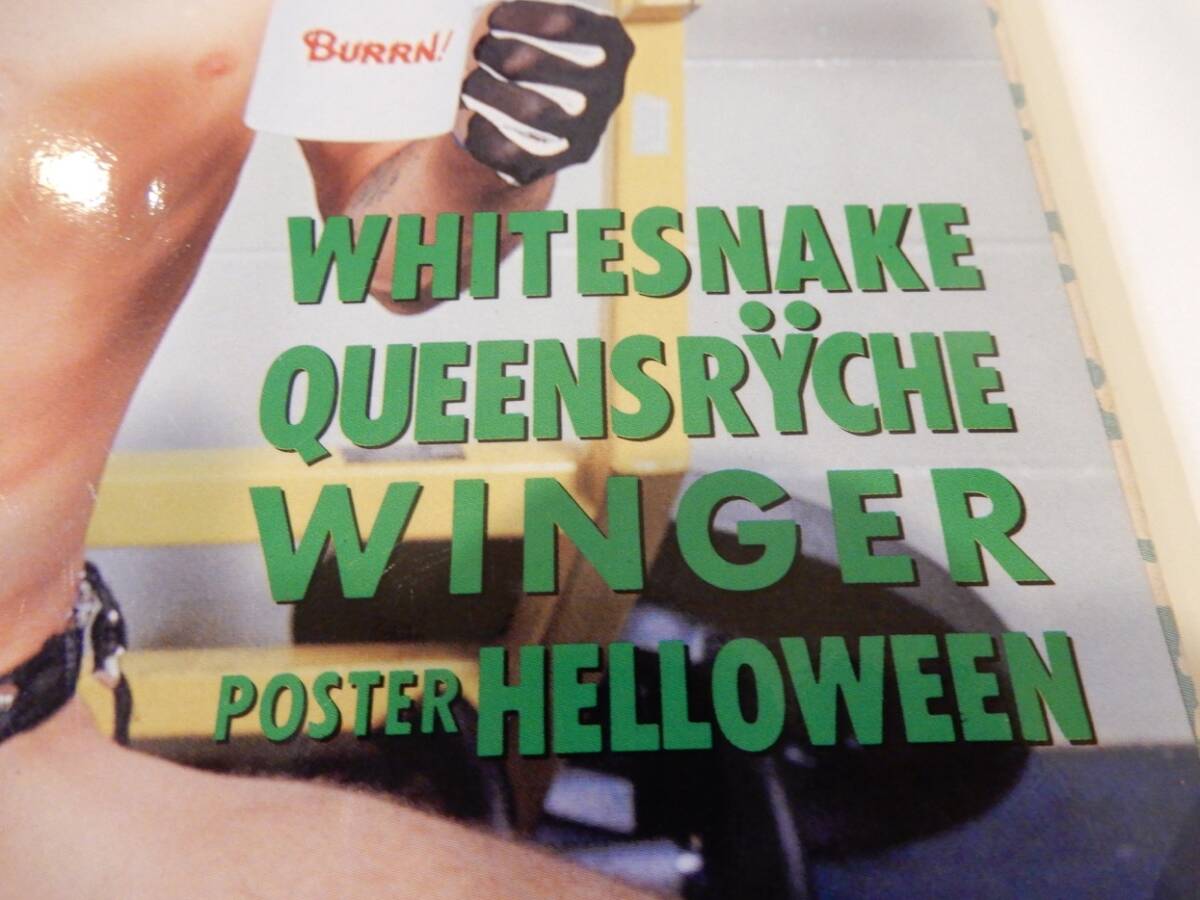 BURRN!
WHITESNAKE
QUEENSRŸCHE
WINGER
POSTER HELLOWEEN